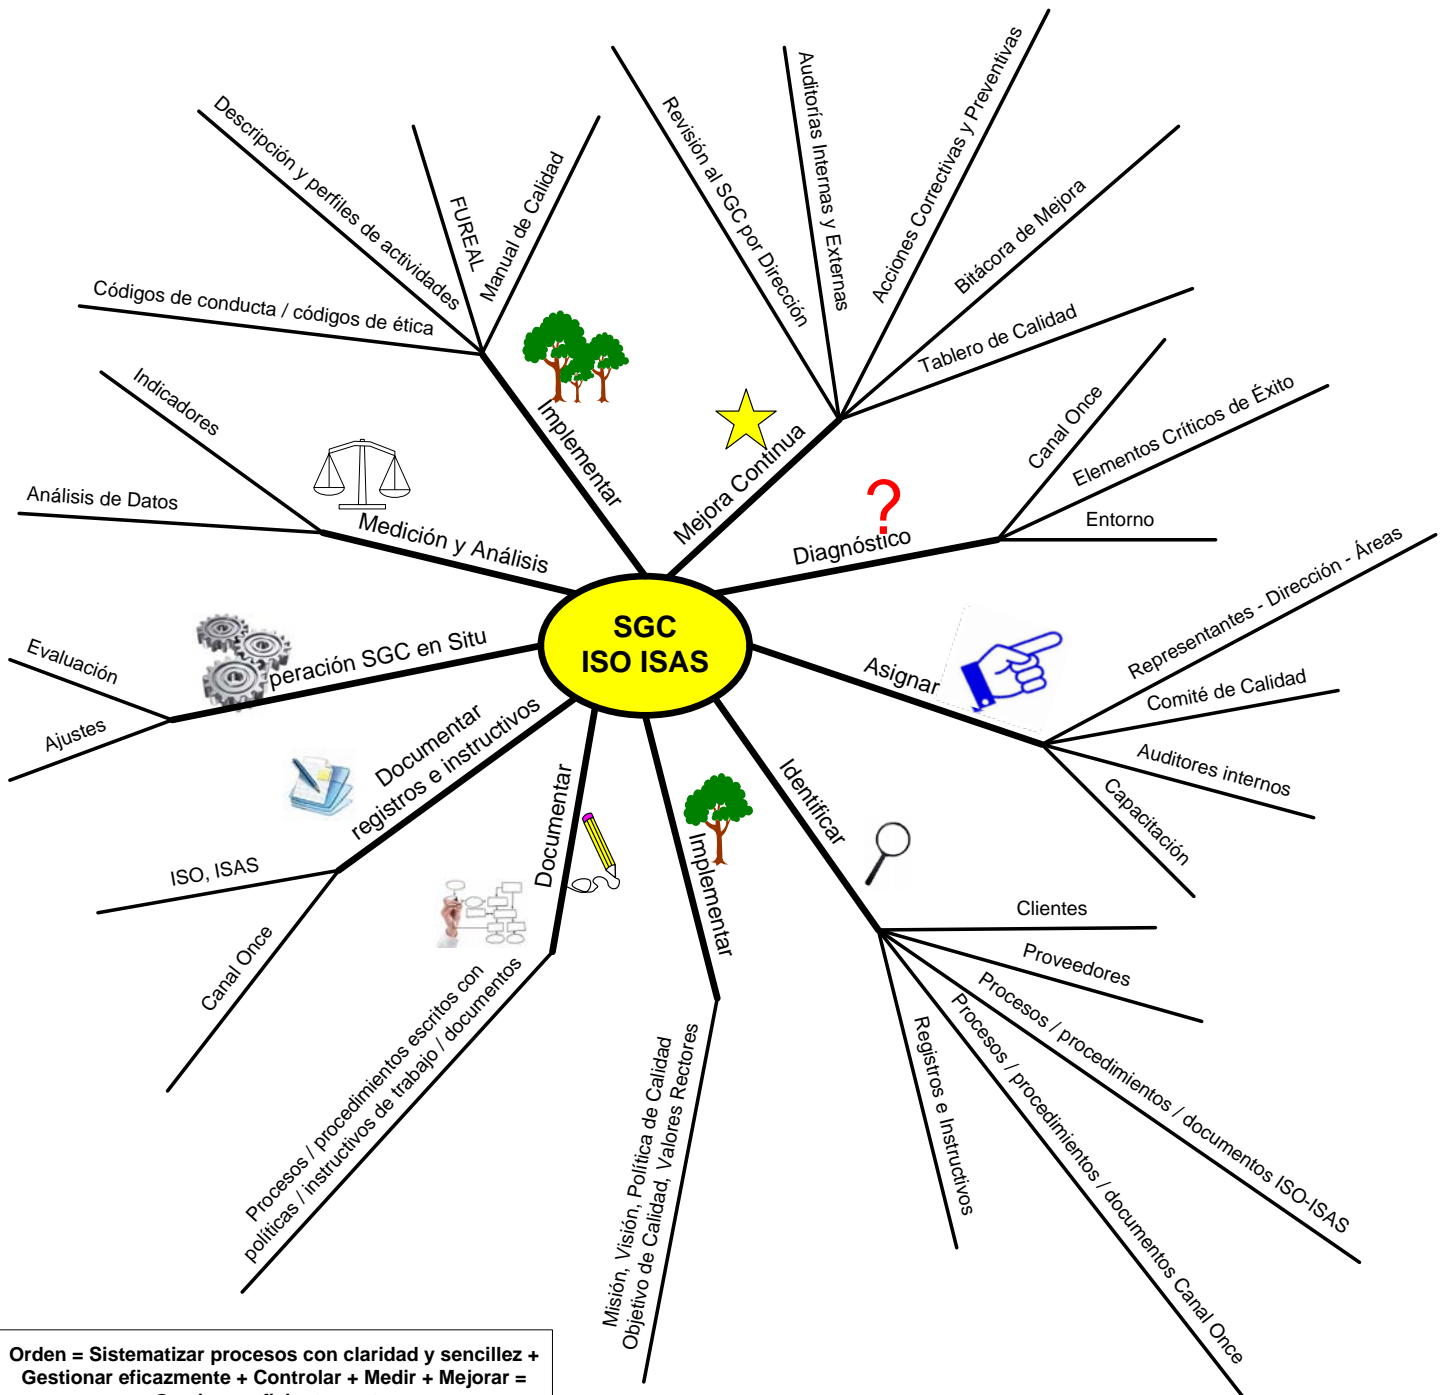 SGC
ISO ISAS
Diagnóstico
Canal Once
Elementos Críticos de Éxito
Entorno
Asignar
Representantes - Dirección - Áreas
Comité de Calidad
Auditores internos
Capacitación
Identificar
Clientes
Proveedores
Procesos / procedimientos / documentos ISO-ISAS
Procesos / procedimientos / documentos Canal Once
Registros e Instructivos
Implementar
Misión, Visión, Política de Calidad
Objetivo de Calidad, Valores Rectores
Documentar
Procesos / procedimientos escritos con
políticas / instructivos de trabajo / documentos
Documentar
registros e instructivos
ISO, ISAS
Canal Once
peración SGC en Situ
Evaluación
Ajustes
Medición y Análisis
Indicadores
Análisis de Datos
Implementar
Códigos de conducta / códigos de ética
Descripción y perfiles de actividades
FUREAL
Manual de Calidad
Mejora Continua
Revisión al SGC por Dirección
Auditorías Internas y Externas
Acciones Correctivas y Preventivas
Bitácora de Mejora
Tablero de Calidad
?
Orden = Sistematizar procesos con claridad y sencillez +
Gestionar eficazmente + Controlar + Medir + Mejorar =